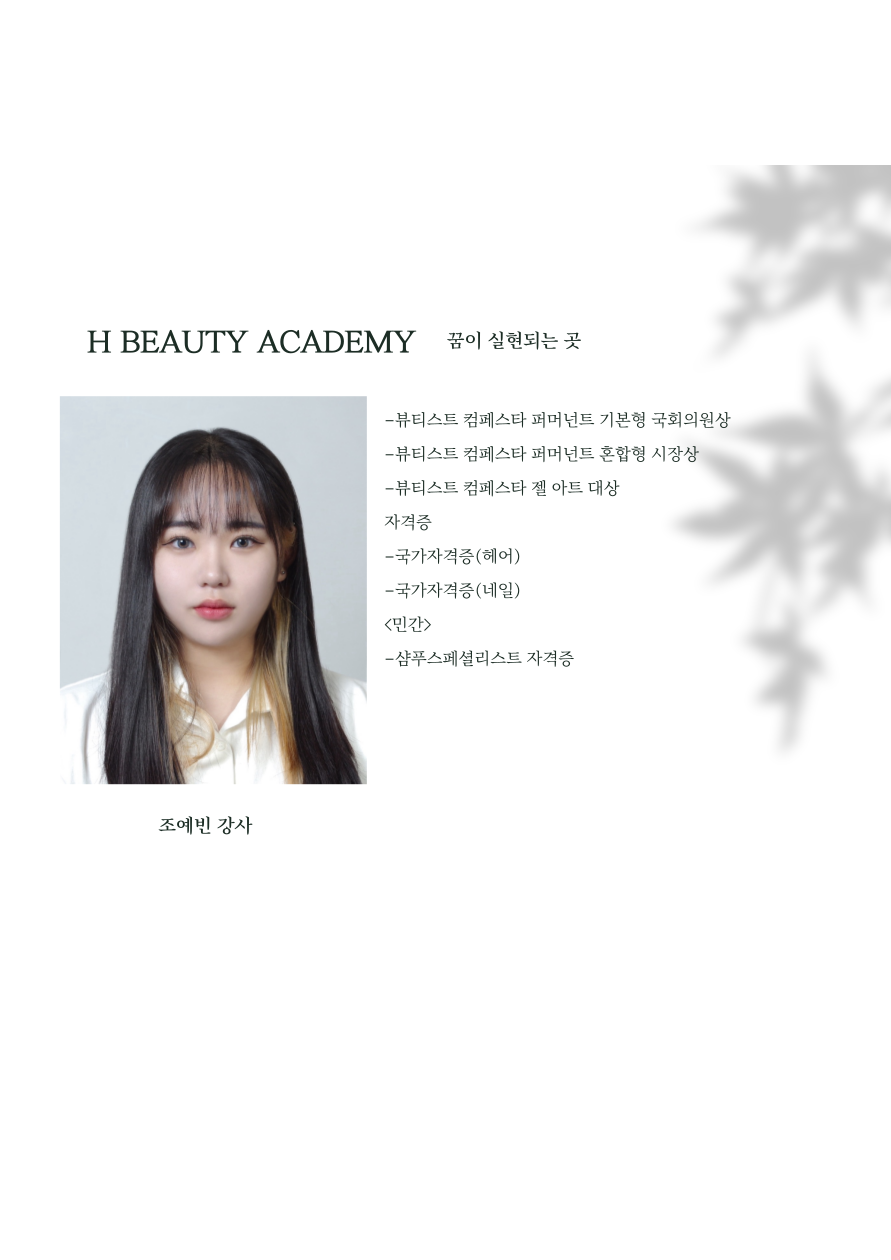 H BEAUTY ACADEMY 꿈이 실현되는 곳
-뷰티스트 컴페스타 퍼머넌트 기본형 국회의원상
-뷰티스트 컴페스타 퍼머넌트 혼합형 시장상
-뷰티스트 컴페스타 젤 아트 대상
자격증
-국가자격증(헤어)
-국가자격증(네일)
<민간>
-샴푸스페셜리스트 자격증
조예빈 강사